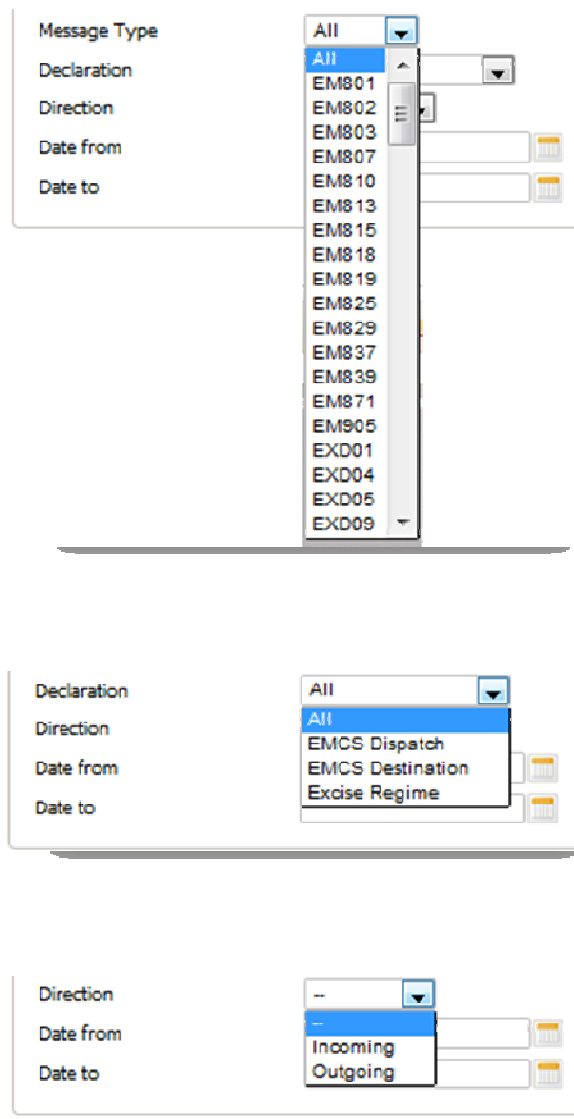 Message Type All
All
Declaration
EM801
Direction EM802
EM803
Date from
EM807
Date to EM810
EM813
EM815
EM818
EM819
EM825
EM829
EM837
EM839
EM871
EM905
EXD01
EXD04
EXD05
EXD09
Declaration All
Direction All
EMCS Dispatch
Date from EMCS Destination
Excise Regime
Date to
Direction --
--
Date from Incoming
Date to Outgoing